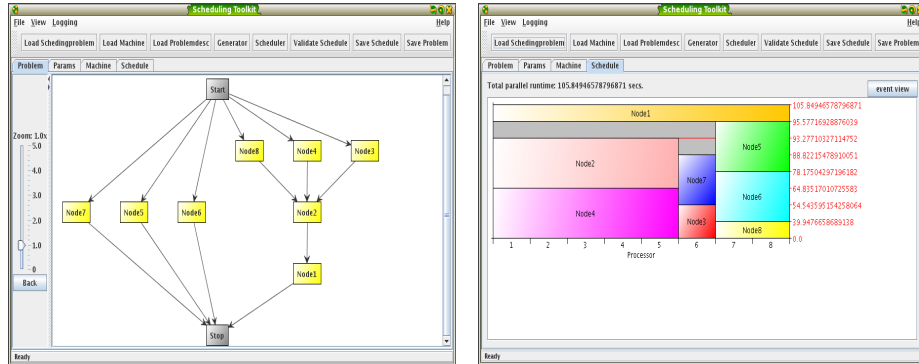 Scheduling Toolkit
File View Logging Help
Load Schedingproblem Load Machine Load Problemdesc Generator Scheduler Validate Schedule Save Schedule Save Problem
Problem Params Machine Schedule
Start
Zoom: 1.0x
5.0
4.0
3.0
2.0
1.0
0
Back
Node8 Node4 Node3
Node7 Node5 Node6 Node2
Node1
Stop
Ready
Scheduling Toolkit
File View Logging Help
Load Schedingproblem Load Machine Load Problemdesc Generator Scheduler Validate Schedule Save Schedule Save Problem
Problem Params Machine Schedule
Total parallel runtime: 105.84946578796871 secs.
event view
Node1
Node2
Node4
Node7
Node3
Node5
Node6
Node8
105.84946578796871
95.57716928876039
93.27710327114752
88.82215478910051
78.17504297196182
64.83517010725583
54.543595154258064
39.9476658689138
0.0
1 2 3 4 5 6 7 8
Processor
Ready